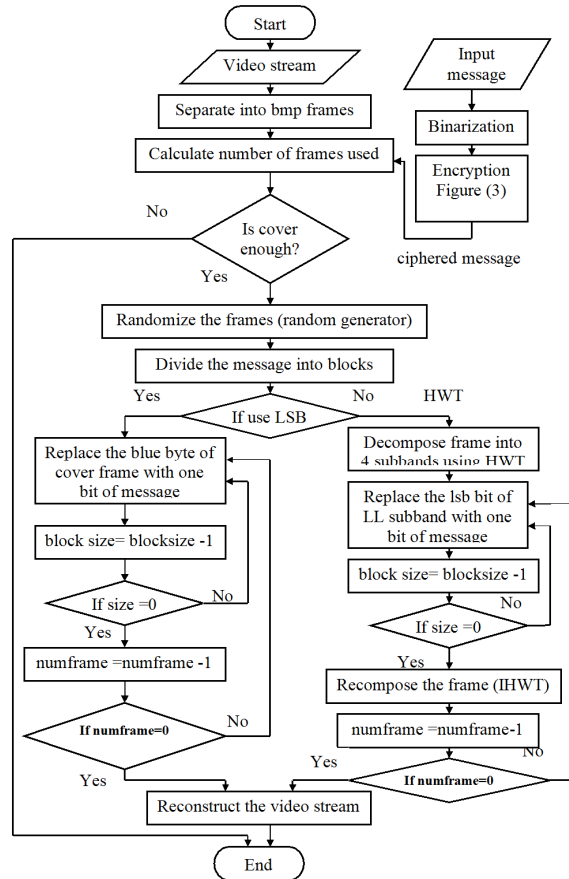 Start
Video stream
Input
message
Separate into bmp frames
Binarization
Calculate number of frames used
Encryption
Figure (3)
No
Is cover
enough?
ciphered message
Yes
Randomize the frames (random generator)
Divide the message into blocks
Yes
No
HWT
If use LSB
Replace the blue byte of
cover frame with one
bit of message
block size= blocksize -1
If size =0
No
Yes
numframe =numframe -1
If numframe=0
No
Yes
Decompose frame into
4 subbands using HWT
Replace the lsb bit of
LL subband with one
bit of message
block size= blocksize -1
No
If size =0
Yes
Recompose the frame (IHWT)
numframe =numframe-1
Yes
No
If numframe=0
Reconstruct the video stream
End